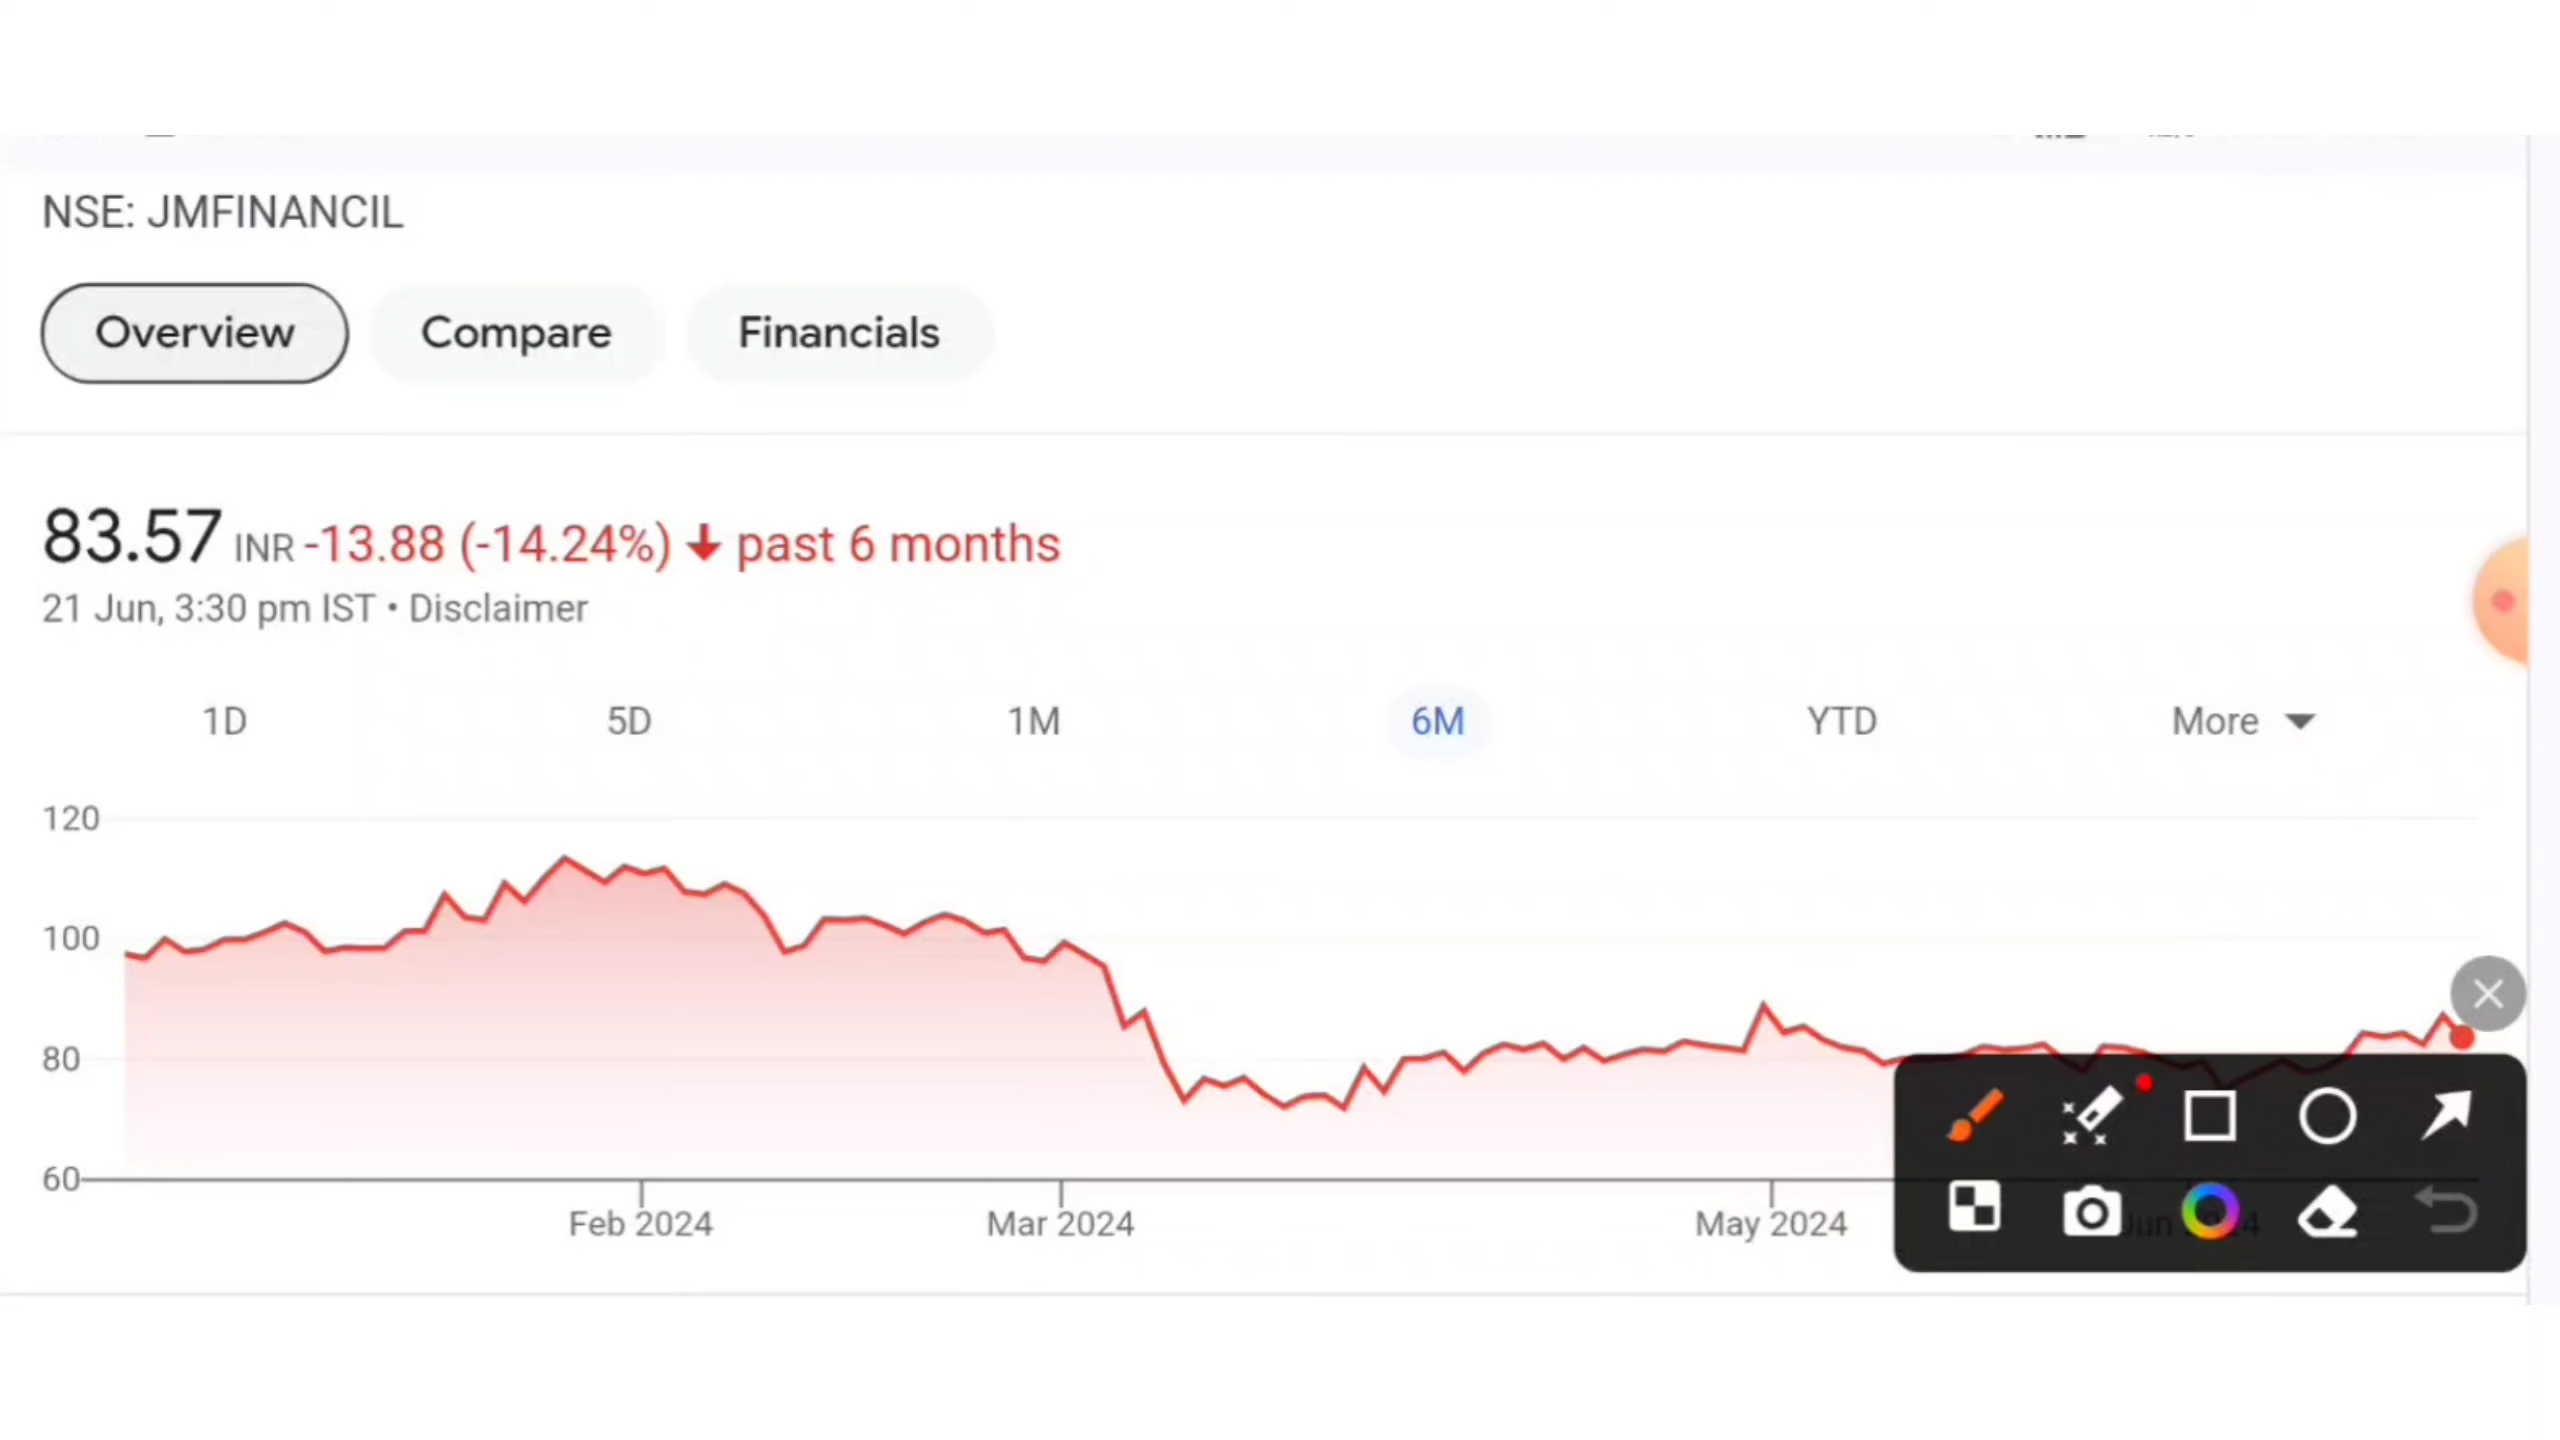 NSE: JMFINANCIL
Overview Compare Financials
83.57 INR -13.88 (-14.24%) ↓ past 6 months
21 Jun, 3:30 pm IST • Disclaimer
1D 5D 1M 6M YTD More
120
100
80
60
Feb 2024 Mar 2024 May 2024